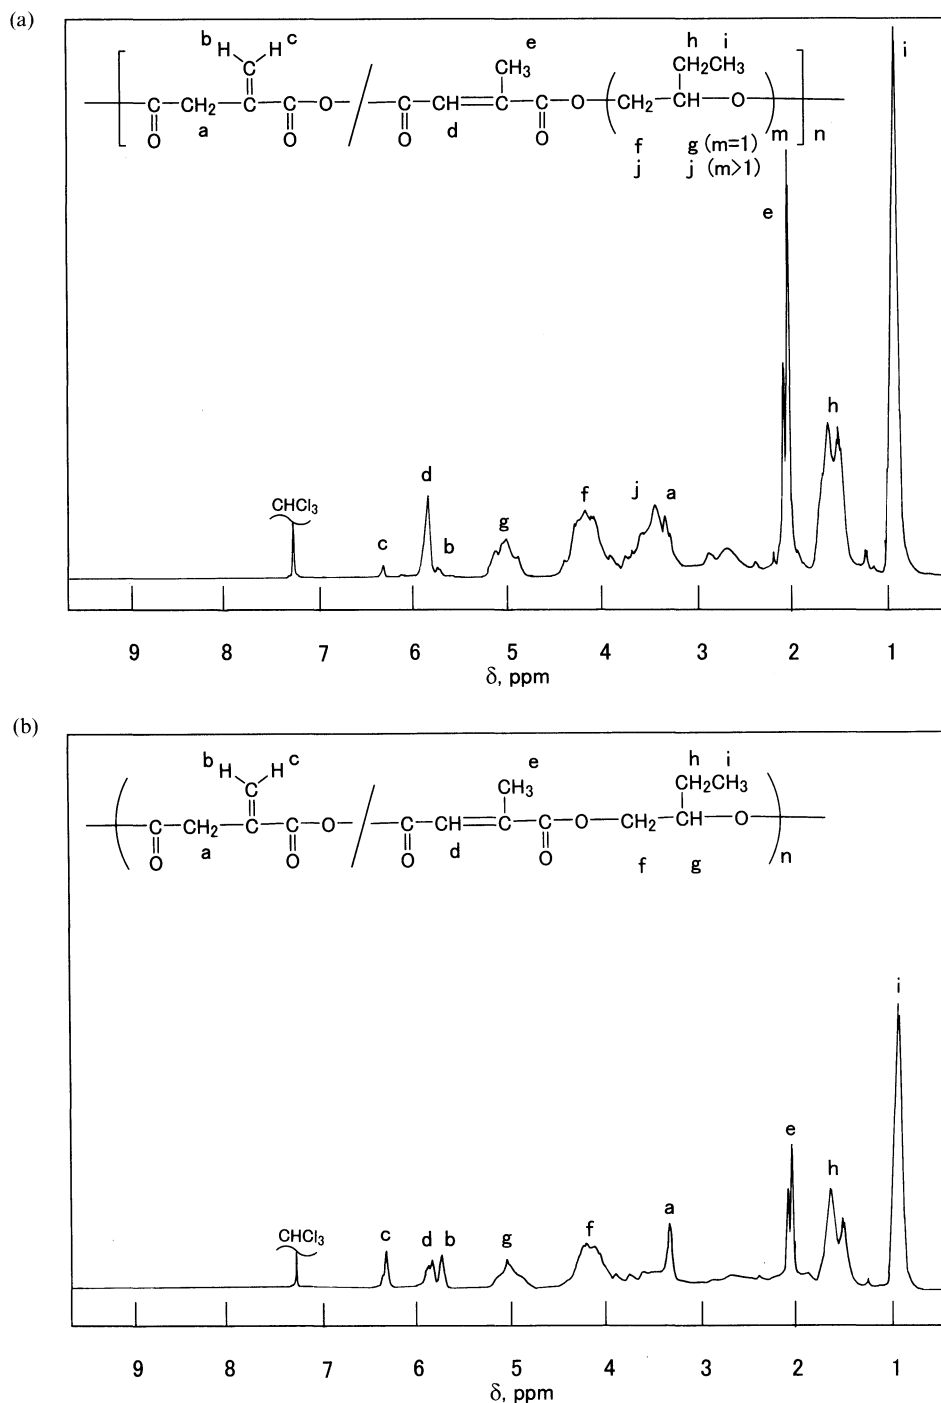 (a)
b c
H H
e
h i
CH₃
CH₂CH₃
C
C—CH₂—C—C—O— / —C—CH=C—C—O—(CH₂—CH—O)m]n
O a O O d O
f g (m=1)
j j (m>1)
i
e
h
d
CHCl₃
c b g f j a
9 8 7 6 5 4 3 2 1
δ, ppm
(b)
b c
H H
e
h i
CH₃
CH₂CH₃
C
C—CH₂—C—C—O— / —C—CH=C—C—O—CH₂—CH—O)n
O a O O d O
f g
i
e
h
a
CHCl₃
c d b g f
9 8 7 6 5 4 3 2 1
δ, ppm